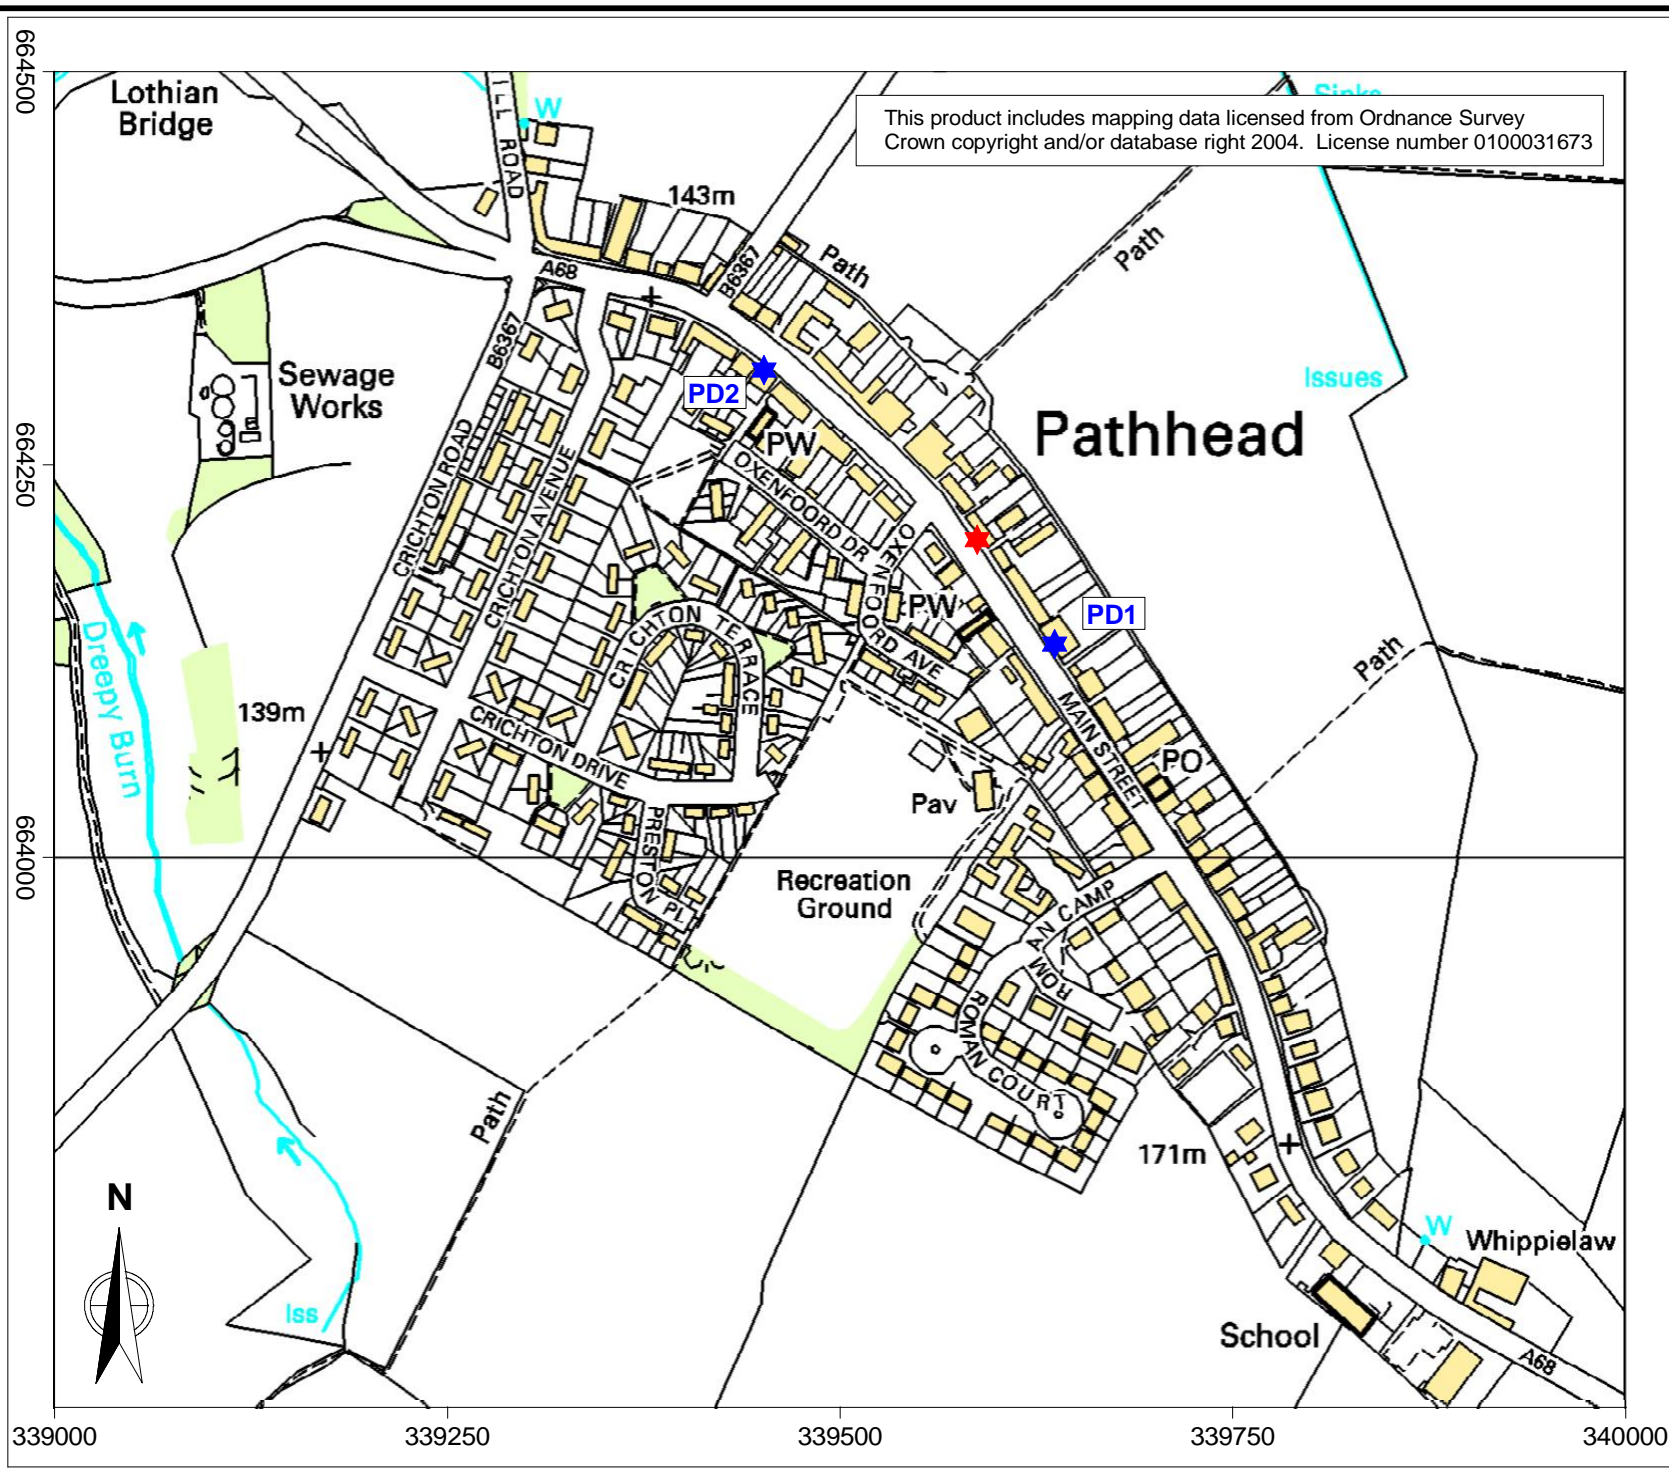 664500
664250
664000
Lothian
Bridge
ILL ROAD
W
Sinks
This product includes mapping data licensed from Ordnance Survey
Crown copyright and/or database right 2004.  License number 0100031673
143m
Path
Path
A68
B6367
B6367
Sewage
Works
Issues
PD2
Pathhead
PW
OXENFOORD DR
CRICHTON ROAD
CRICHTON AVENUE
OXENFOORD AVE
PW
PD1
CRICHTON TERRACE
Path
Dreepy Burn
139m
CRICHTON DRIVE
MAIN STREET
PO
Pav
PRESTON PL
Recreation
Ground
ROMAN CAMP
ROMAN COURT
Path
171m
N
W
Whippielaw
Iss
School
A68
339000
339250
339500
339750
340000